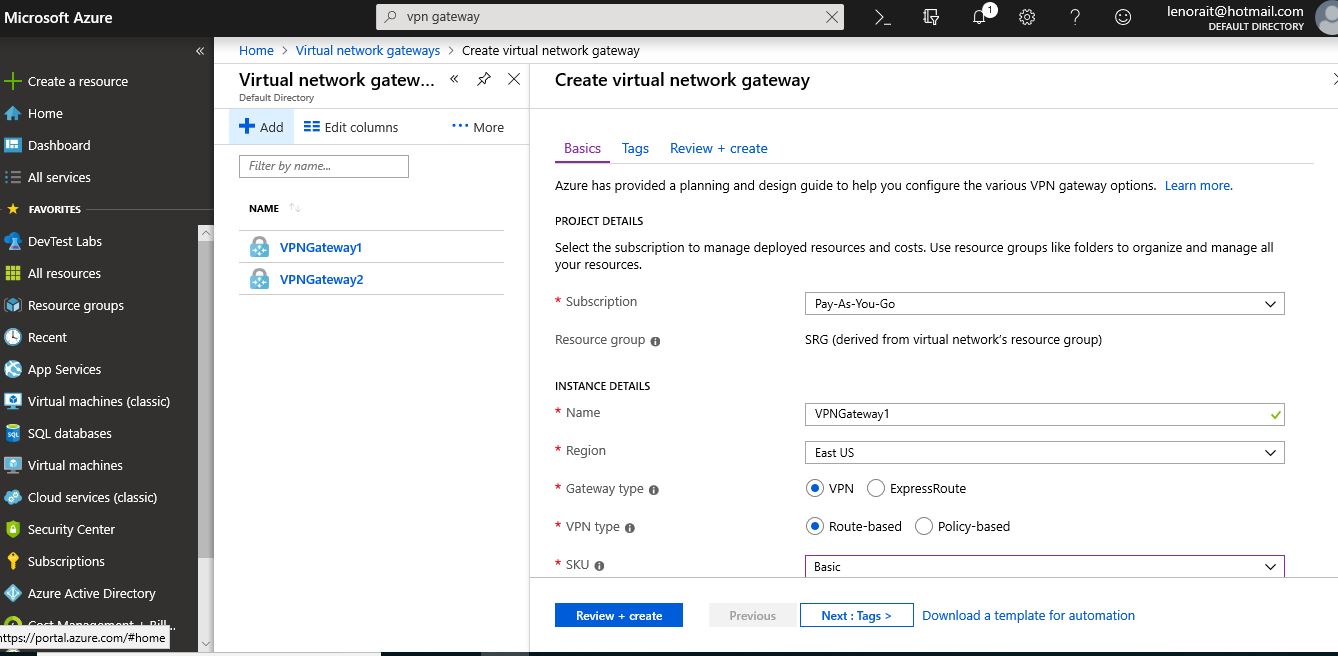 Microsoft Azure
vpn gateway
1
lenorait@hotmail.com
DEFAULT DIRECTORY
«
Create a resource
Home
Dashboard
All services
FAVORITES
DevTest Labs
All resources
Resource groups
Recent
App Services
Virtual machines (classic)
SQL databases
Virtual machines
Cloud services (classic)
Security Center
Subscriptions
Azure Active Directory
Cost Management + Bill...
https://portal.azure.com/#home
Home > Virtual network gateways > Create virtual network gateway
Virtual network gatew... «
Default Directory
Add Edit columns ... More
Filter by name...
NAME
VPNGateway1
VPNGateway2
Create virtual network gateway
Basics Tags Review + create
Azure has provided a planning and design guide to help you configure the various VPN gateway options. Learn more.
PROJECT DETAILS
Select the subscription to manage deployed resources and costs. Use resource groups like folders to organize and manage all
your resources.
* Subscription Pay-As-You-Go
Resource group SRG (derived from virtual network's resource group)
INSTANCE DETAILS
* Name VPNGateway1
* Region East US
* Gateway type VPN ExpressRoute
* VPN type Route-based Policy-based
* SKU Basic
Review + create Previous Next : Tags > Download a template for automation